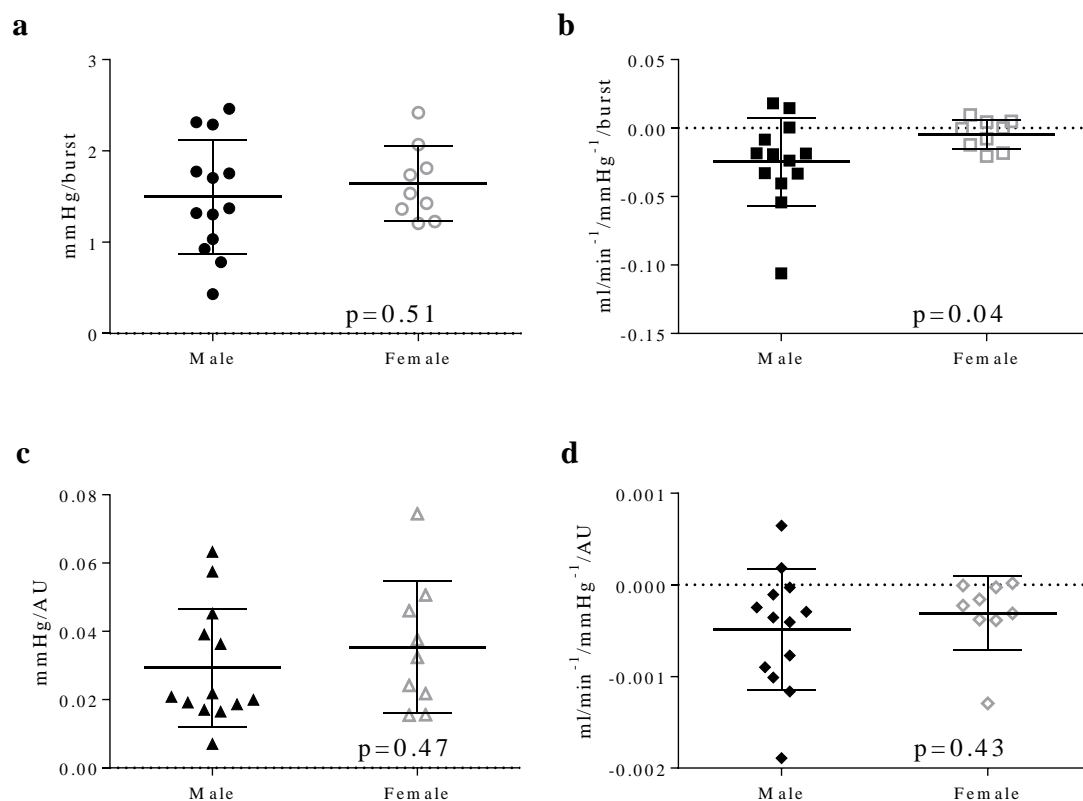 a
mmHg/burst
3
2
1
0
p=0.51
Male
Female
b
ml/min⁻¹/mmHg⁻¹/burst
0.05
0.00
-0.05
-0.10
-0.15
p=0.04
Male
Female
c
mmHg/AU
0.08
0.06
0.04
0.02
0.00
p=0.47
Male
Female
d
ml/min⁻¹/mmHg⁻¹/AU
0.001
0.000
-0.001
-0.002
p=0.43
Male
Female